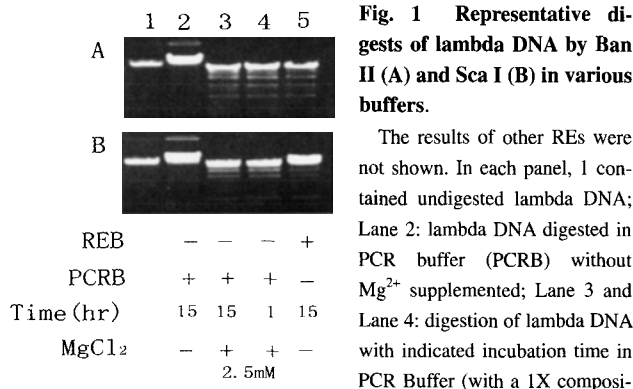 1 2 3 4 5
A
B
REB − − − +
PCRB + + + −
Time(hr) 15 15 1 15
MgCl₂ − + + −
2.5mM
Fig. 1 Representative di-
gests of lambda DNA by Ban
II (A) and Sca I (B) in various
buffers.
The results of other REs were
not shown. In each panel, 1 con-
tained undigested lambda DNA;
Lane 2: lambda DNA digested in
PCR buffer (PCRB) without
Mg²⁺ supplemented; Lane 3 and
Lane 4: digestion of lambda DNA
with indicated incubation time in
PCR Buffer (with a 1X composi-